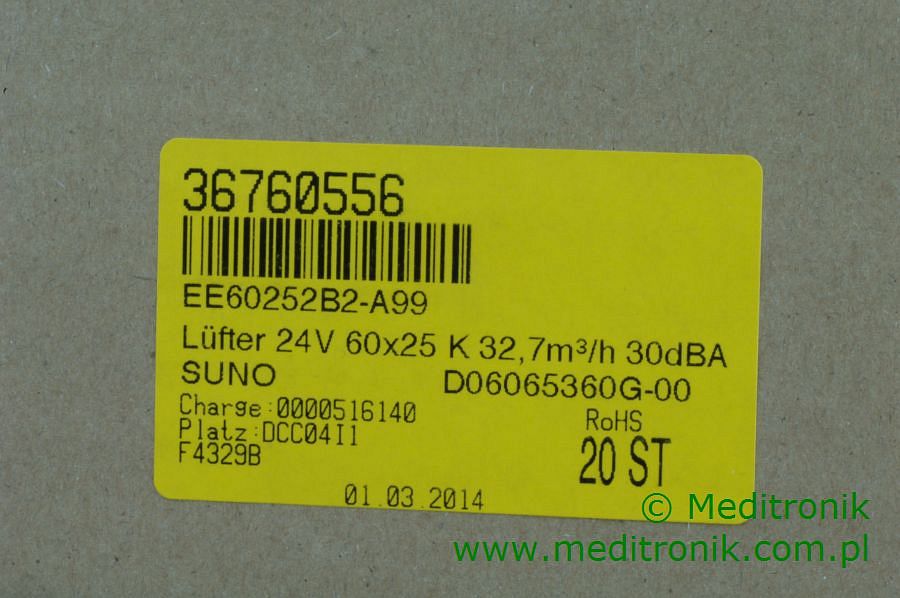 36760556
EE60252B2-A99
Lüfter 24V 60x25 K 32,7m³/h 30dBA
SUNO D06065360G-00
Charge:0000516140
RoHS
Platz:DCC04I1
20 ST
F4329B
01.03.2014
© Meditronik
www.meditronik.com.pl